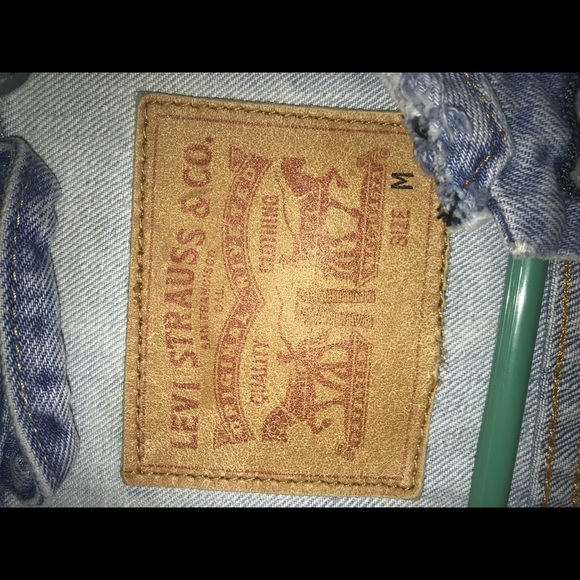 LEVI STRAUSS & CO.
SAN FRANCISCO
CAL.
QUALITY CLOTHING
SIZE M